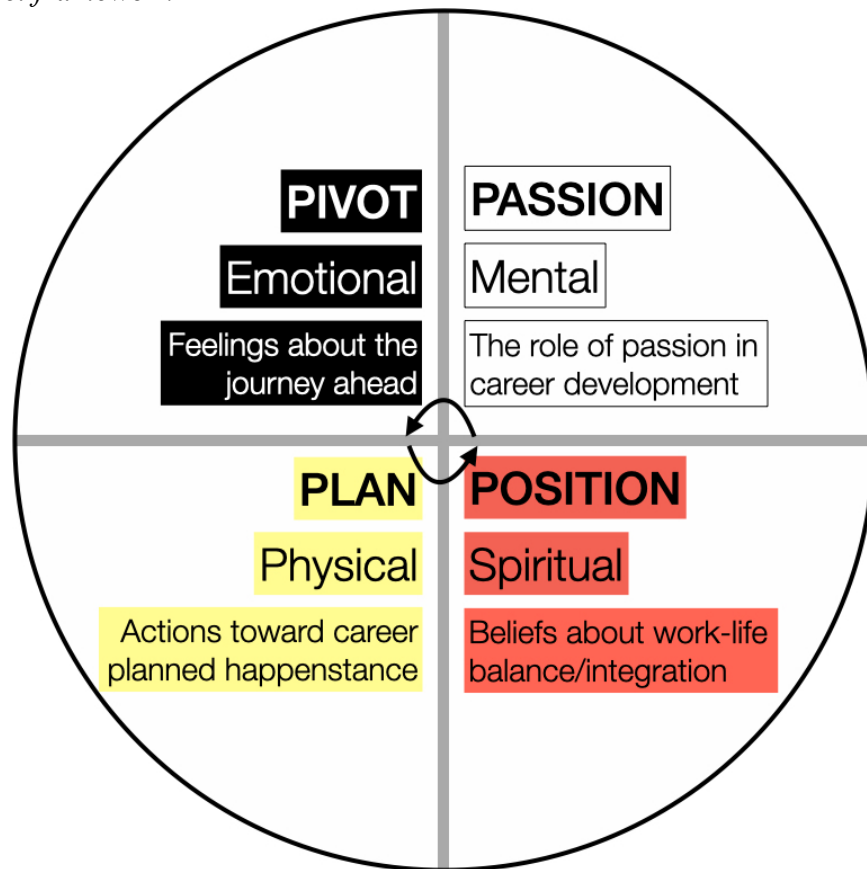 PIVOT
Emotional
Feelings about the
journey ahead
PASSION
Mental
The role of passion in
career development
PLAN
Physical
Actions toward career
planned happenstance
POSITION
Spiritual
Beliefs about work-life
balance/integration